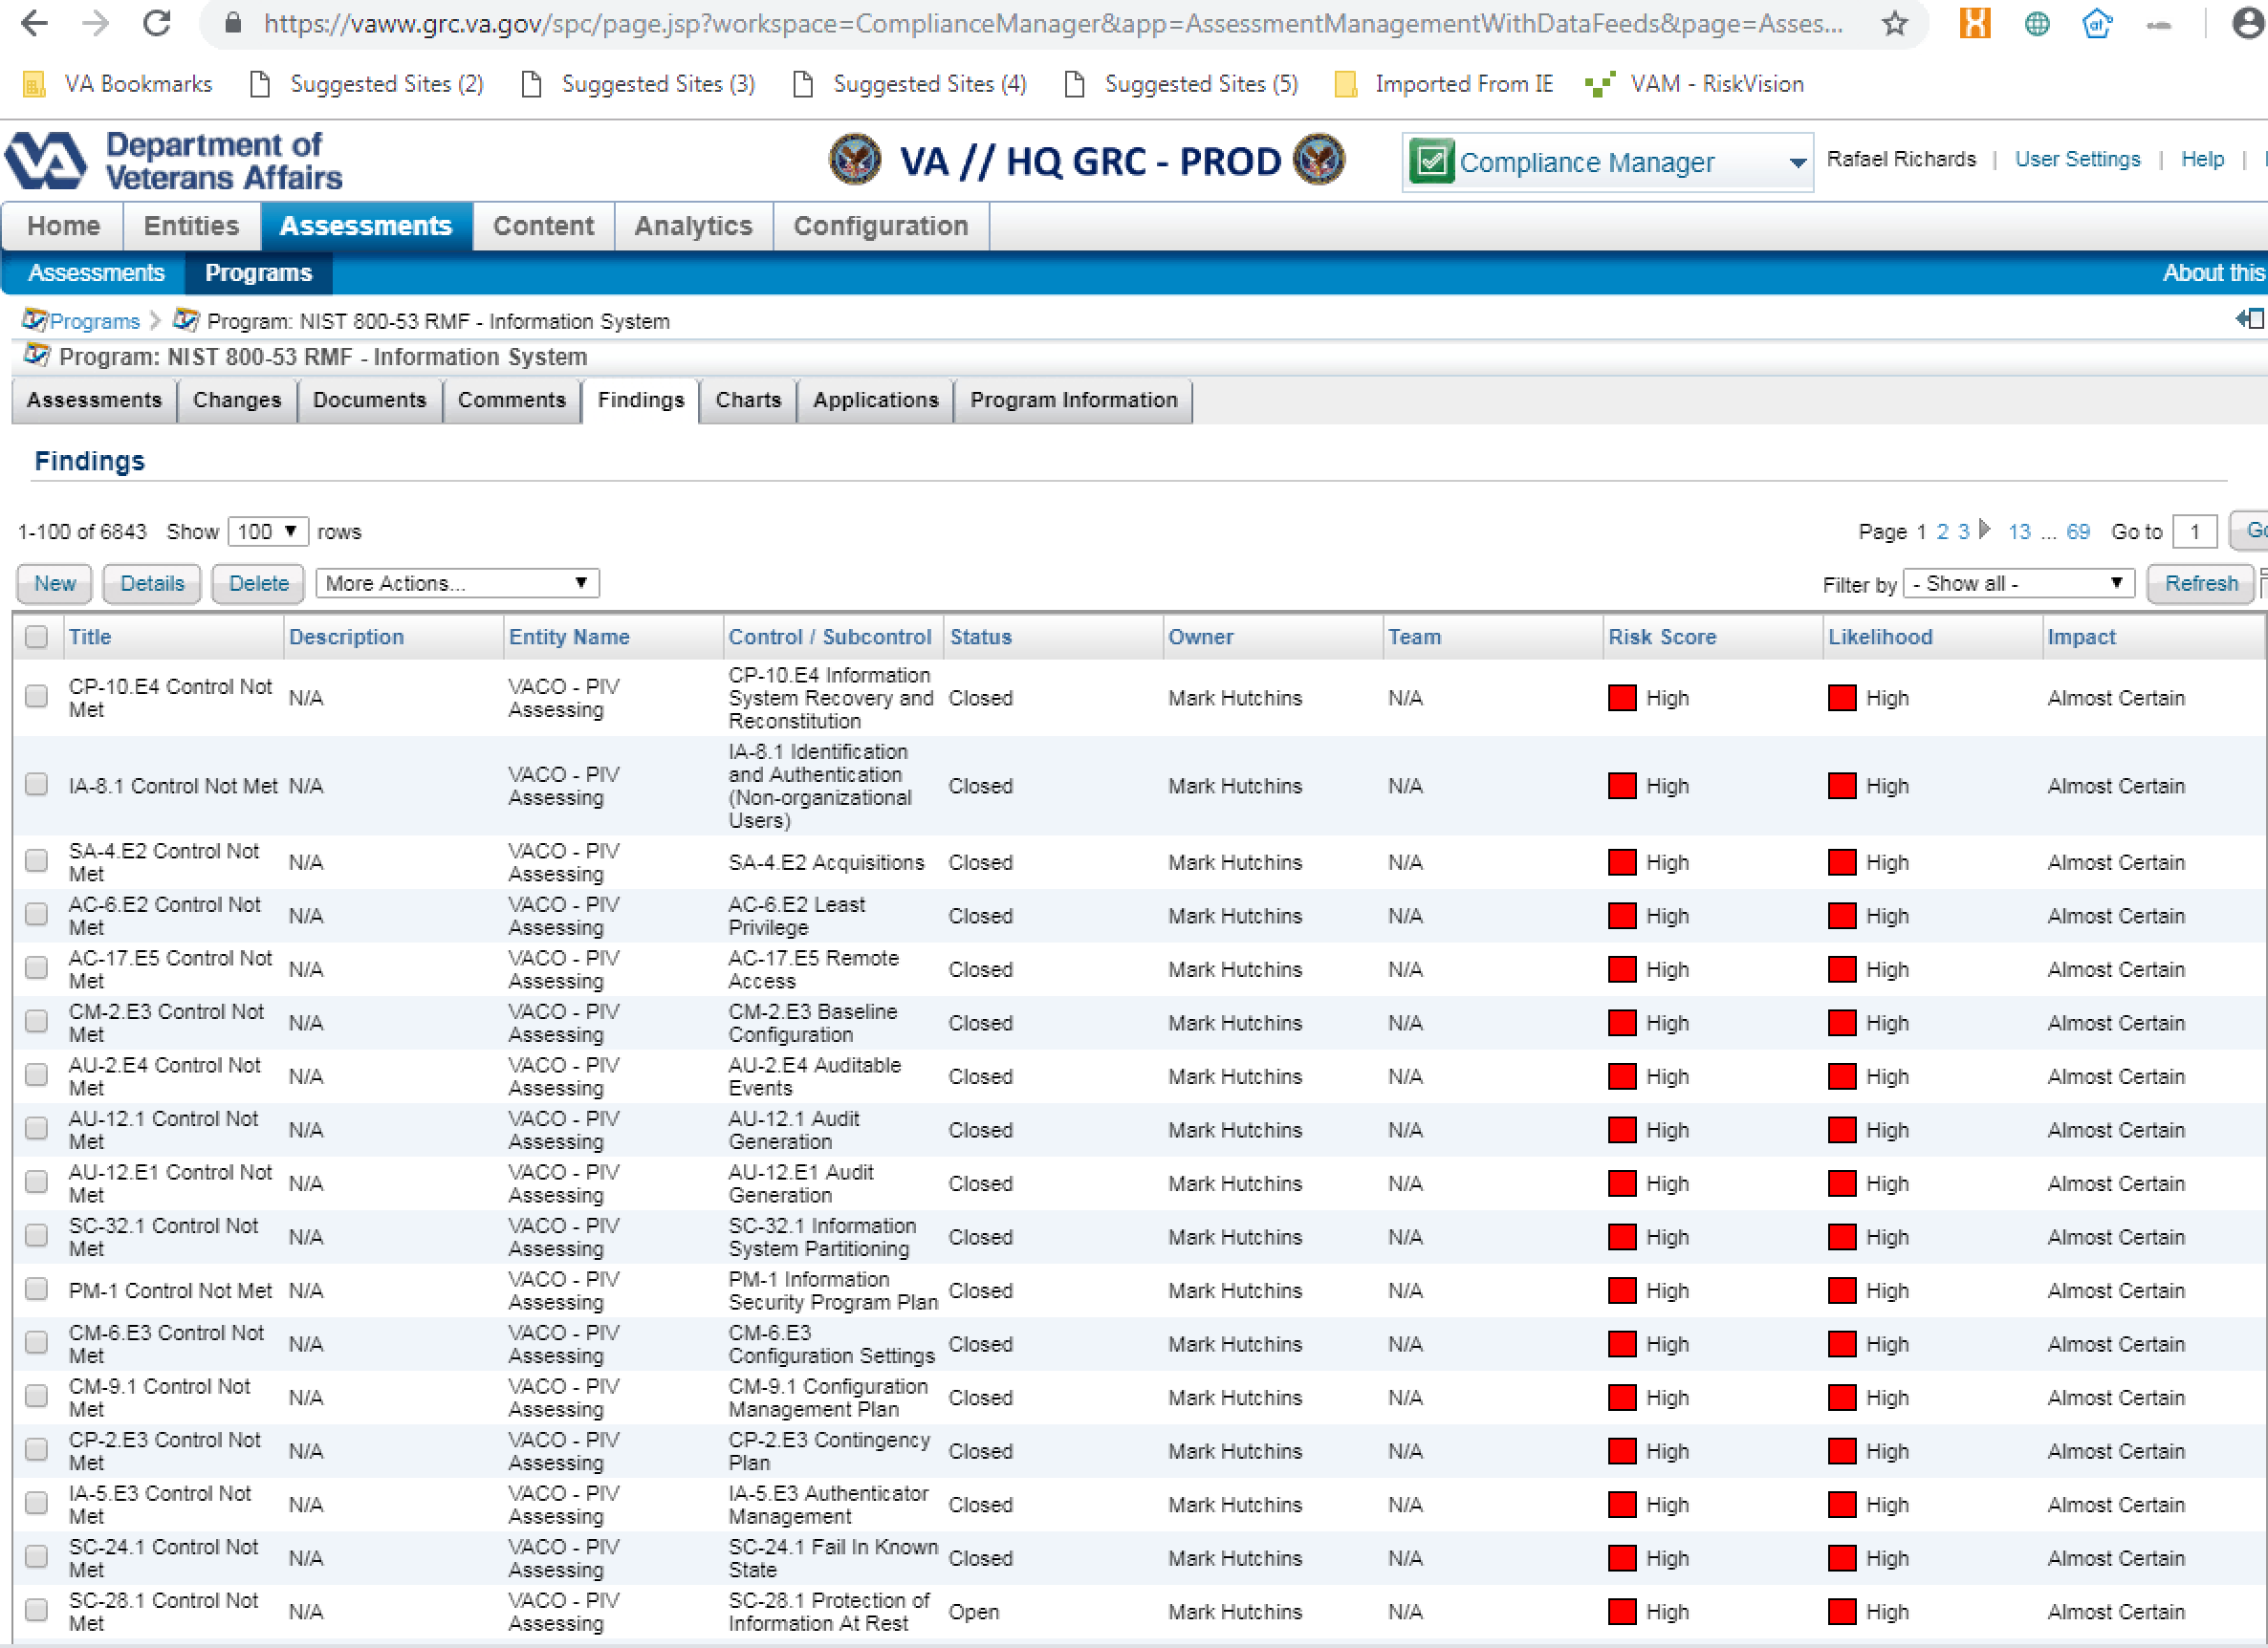 https://vaww.grc.va.gov/spc/page.jsp?workspace=ComplianceManager&app=AssessmentManagementWithDataFeeds&page=Asses...
VA Bookmarks Suggested Sites (2) Suggested Sites (3) Suggested Sites (4) Suggested Sites (5) Imported From IE VAM - RiskVision
Department of
Veterans Affairs
VA // HQ GRC - PROD
Compliance Manager
Rafael Richards | User Settings | Help |
Home Entities Assessments Content Analytics Configuration
Assessments Programs About this
Programs Program: NIST 800-53 RMF - Information System
Program: NIST 800-53 RMF - Information System
Assessments Changes Documents Comments Findings Charts Applications Program Information
Findings
1-100 of 6843 Show 100 rows Page 1 2 3 13 ... 69 Go to 1
New Details Delete More Actions... Filter by - Show all - Refresh
Title Description Entity Name Control / Subcontrol Status Owner Team Risk Score Likelihood Impact
CP-10.E4 Control Not Met N/A VACO - PIV Assessing CP-10.E4 Information System Recovery and Reconstitution Closed Mark Hutchins N/A High High Almost Certain
IA-8.1 Control Not Met N/A VACO - PIV Assessing IA-8.1 Identification and Authentication (Non-organizational Users) Closed Mark Hutchins N/A High High Almost Certain
SA-4.E2 Control Not Met N/A VACO - PIV Assessing SA-4.E2 Acquisitions Closed Mark Hutchins N/A High High Almost Certain
AC-6.E2 Control Not Met N/A VACO - PIV Assessing AC-6.E2 Least Privilege Closed Mark Hutchins N/A High High Almost Certain
AC-17.E5 Control Not Met N/A VACO - PIV Assessing AC-17.E5 Remote Access Closed Mark Hutchins N/A High High Almost Certain
CM-2.E3 Control Not Met N/A VACO - PIV Assessing CM-2.E3 Baseline Configuration Closed Mark Hutchins N/A High High Almost Certain
AU-2.E4 Control Not Met N/A VACO - PIV Assessing AU-2.E4 Auditable Events Closed Mark Hutchins N/A High High Almost Certain
AU-12.1 Control Not Met N/A VACO - PIV Assessing AU-12.1 Audit Generation Closed Mark Hutchins N/A High High Almost Certain
AU-12.E1 Control Not Met N/A VACO - PIV Assessing AU-12.E1 Audit Generation Closed Mark Hutchins N/A High High Almost Certain
SC-32.1 Control Not Met N/A VACO - PIV Assessing SC-32.1 Information System Partitioning Closed Mark Hutchins N/A High High Almost Certain
PM-1 Control Not Met N/A VACO - PIV Assessing PM-1 Information Security Program Plan Closed Mark Hutchins N/A High High Almost Certain
CM-6.E3 Control Not Met N/A VACO - PIV Assessing CM-6.E3 Configuration Settings Closed Mark Hutchins N/A High High Almost Certain
CM-9.1 Control Not Met N/A VACO - PIV Assessing CM-9.1 Configuration Management Plan Closed Mark Hutchins N/A High High Almost Certain
CP-2.E3 Control Not Met N/A VACO - PIV Assessing CP-2.E3 Contingency Plan Closed Mark Hutchins N/A High High Almost Certain
IA-5.E3 Control Not Met N/A VACO - PIV Assessing IA-5.E3 Authenticator Management Closed Mark Hutchins N/A High High Almost Certain
SC-24.1 Control Not Met N/A VACO - PIV Assessing SC-24.1 Fail In Known State Closed Mark Hutchins N/A High High Almost Certain
SC-28.1 Control Not Met N/A VACO - PIV Assessing SC-28.1 Protection of Information At Rest Open Mark Hutchins N/A High High Almost Certain